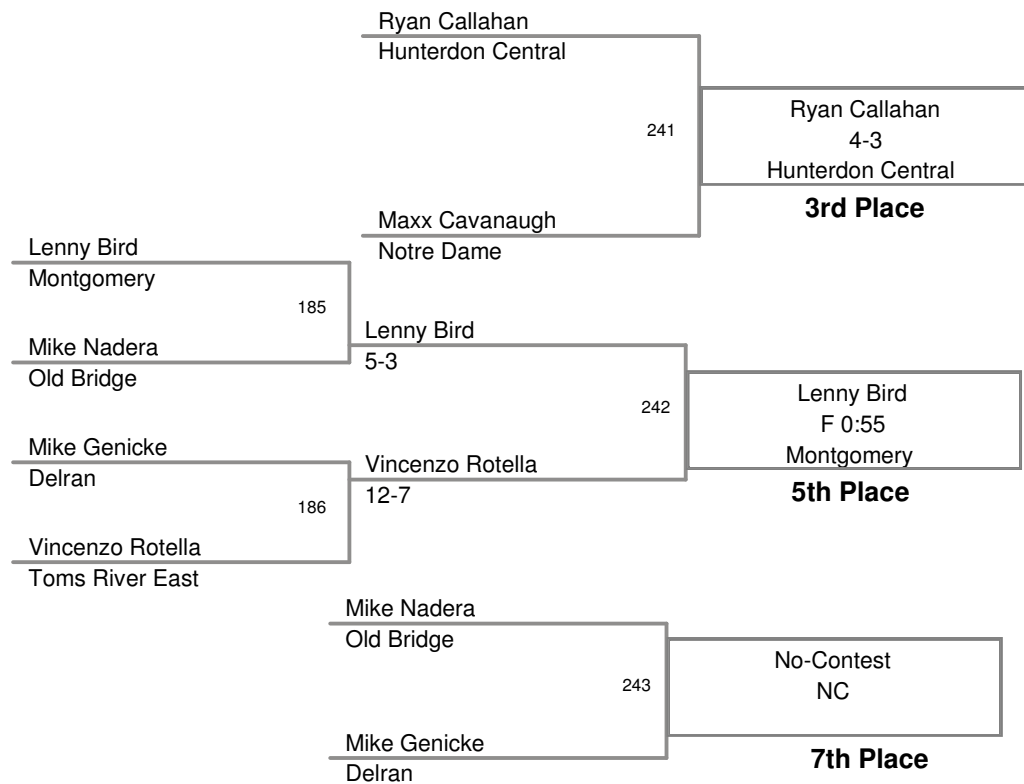 Ryan Callahan
Hunterdon Central
241
Ryan Callahan
4-3
Hunterdon Central
3rd Place
Maxx Cavanaugh
Notre Dame
Lenny Bird
Montgomery
185
Mike Nadera
Old Bridge
Lenny Bird
5-3
242
Lenny Bird
F 0:55
Montgomery
5th Place
Mike Genicke
Delran
186
Vincenzo Rotella
12-7
Vincenzo Rotella
Toms River East
Mike Nadera
Old Bridge
243
No-Contest
NC
7th Place
Mike Genicke
Delran